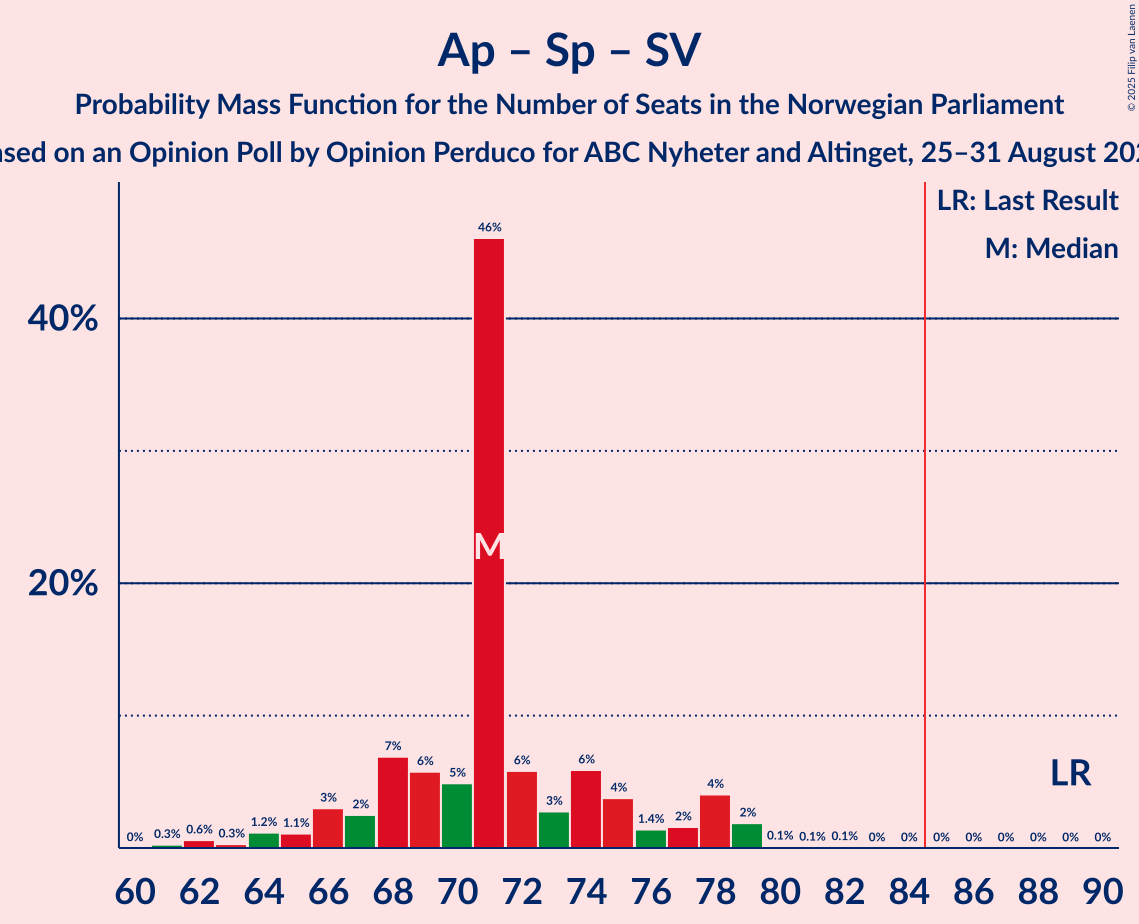 Ap – Sp – SV
Probability Mass Function for the Number of Seats in the Norwegian Parliament
on an Opinion Poll by Opinion Perduco for ABC Nyheter and Altinget, 25–31 August
© 2025 Filip van Laenen
LR: Last Result
M: Median
40%
20%
46%
M
LR
0% 0.3% 0.6% 0.3% 1.2% 1.1% 3% 2% 7% 6% 5% 6% 3% 6% 4% 1.4% 2% 4% 2% 0.1% 0.1% 0.1% 0% 0% 0% 0% 0% 0% 0% 0%
60 62 64 66 68 70 72 74 76 78 80 82 84 86 88 90